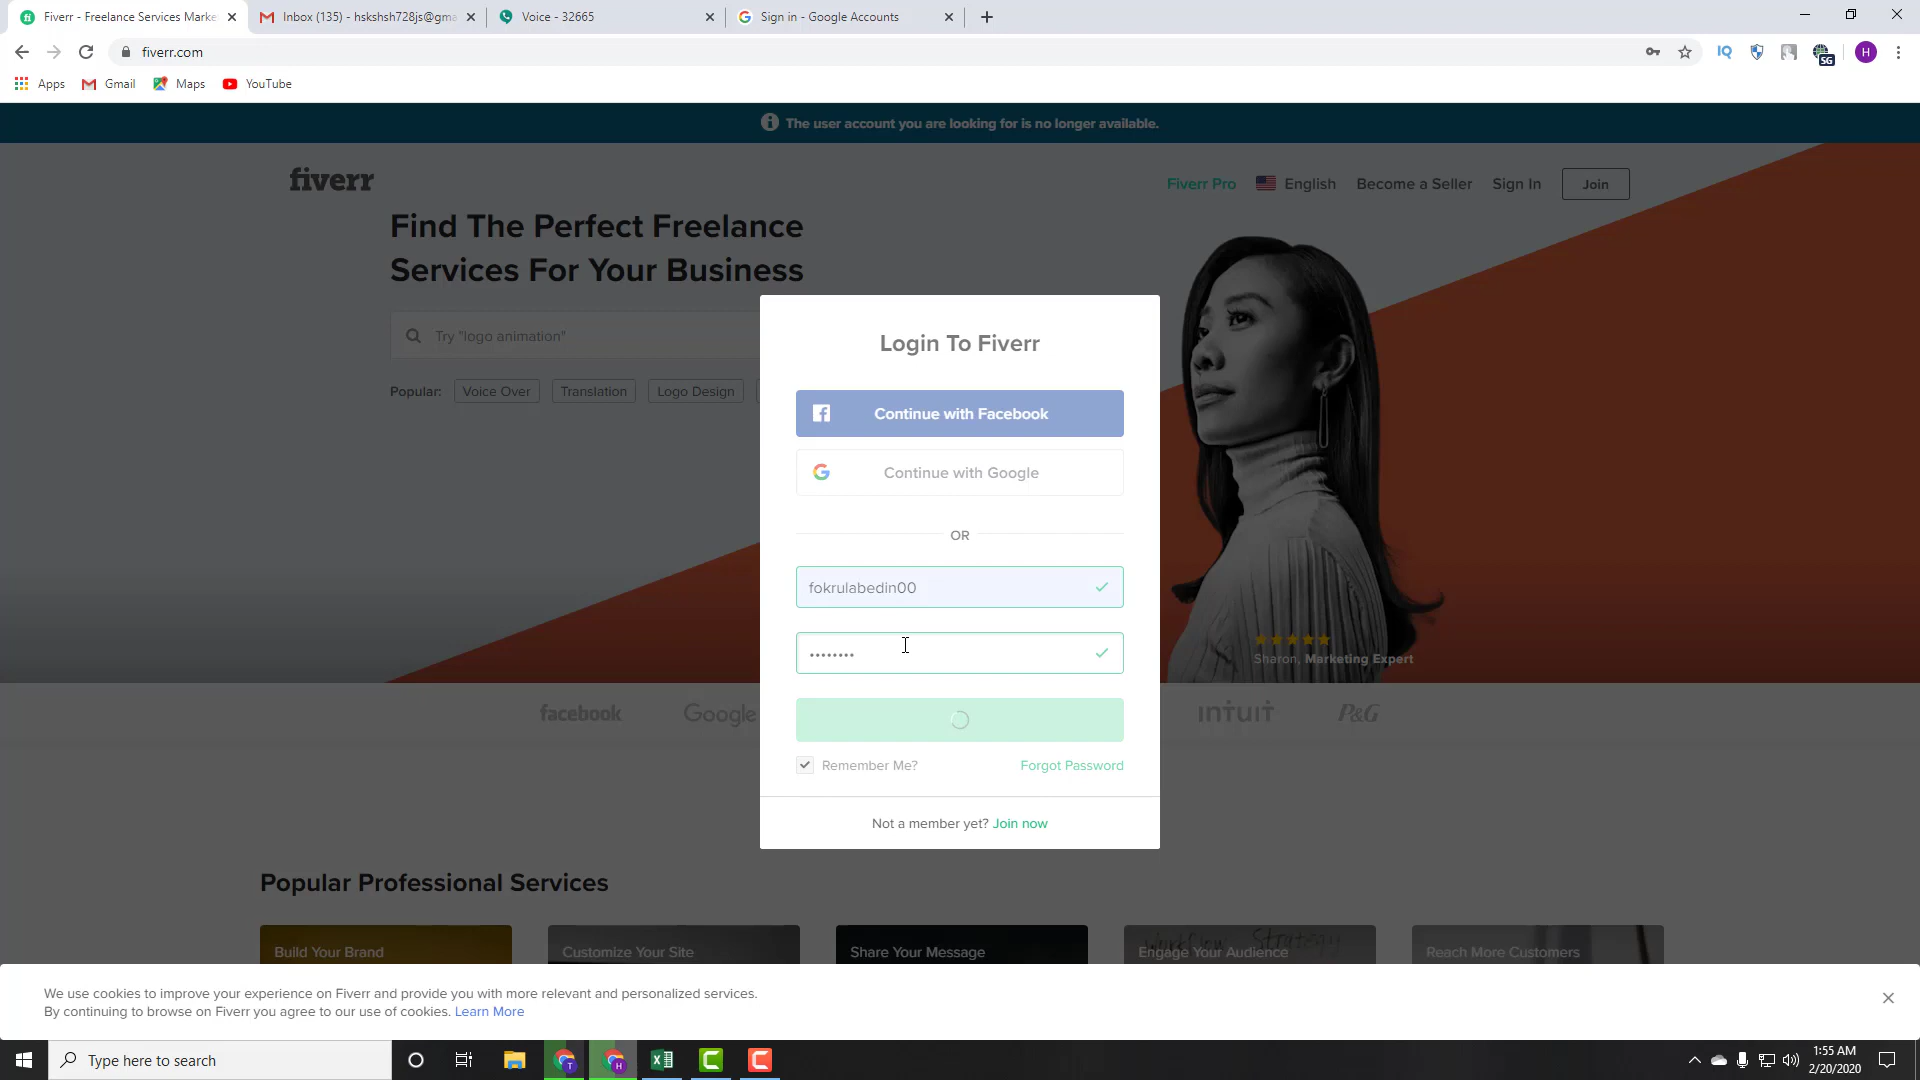 Fiverr - Freelance Services Marke
Inbox (135) - hskshsh728js@gma
Voice - 32665
Sign in - Google Accounts
fiverr.com
IQ
SG
H
Apps
Gmail
Maps
YouTube
The user account you are looking for is no longer available.
fiverr
Fiverr Pro
English
Become a Seller
Sign In
Join
Find The Perfect Freelance
Services For Your Business
Try "logo animation"
Popular:
Voice Over
Translation
Logo Design
Login To Fiverr
Continue with Facebook
Continue with Google
OR
fokrulabedin00
••••••••
Remember Me?
Forgot Password
Not a member yet? Join now
Sharon, Marketing Expert
facebook
Google
intuit
P&G
Popular Professional Services
Build Your Brand
Customize Your Site
Share Your Message
Engage Your Audience
Reach More Customers
We use cookies to improve your experience on Fiverr and provide you with more relevant and personalized services.
By continuing to browse on Fiverr you agree to our use of cookies. Learn More
Type here to search
1:55 AM
2/20/2020